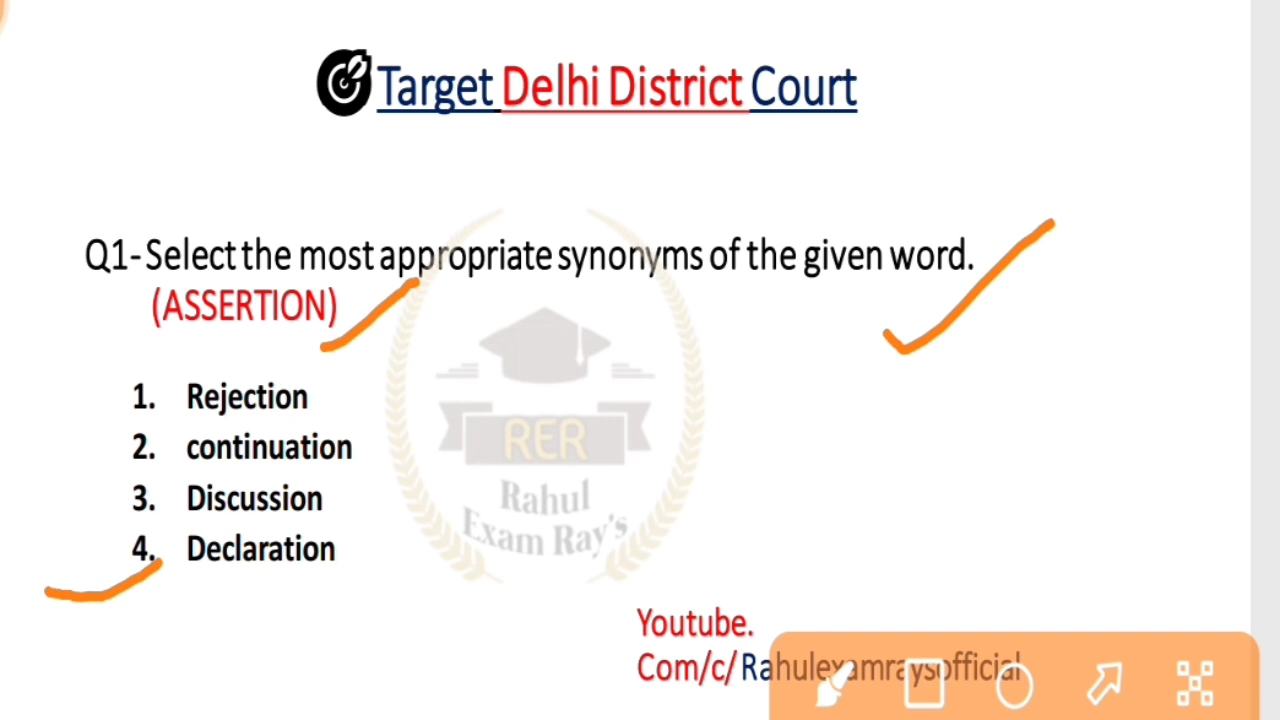 Target Delhi District Court
Q1- Select the most appropriate synonyms of the given word.
(ASSERTION)
1. Rejection
2. continuation
3. Discussion
4. Declaration
RER
Rahul
Exam Ray's
Youtube.
Com/c/ Rahulexamraysofficial